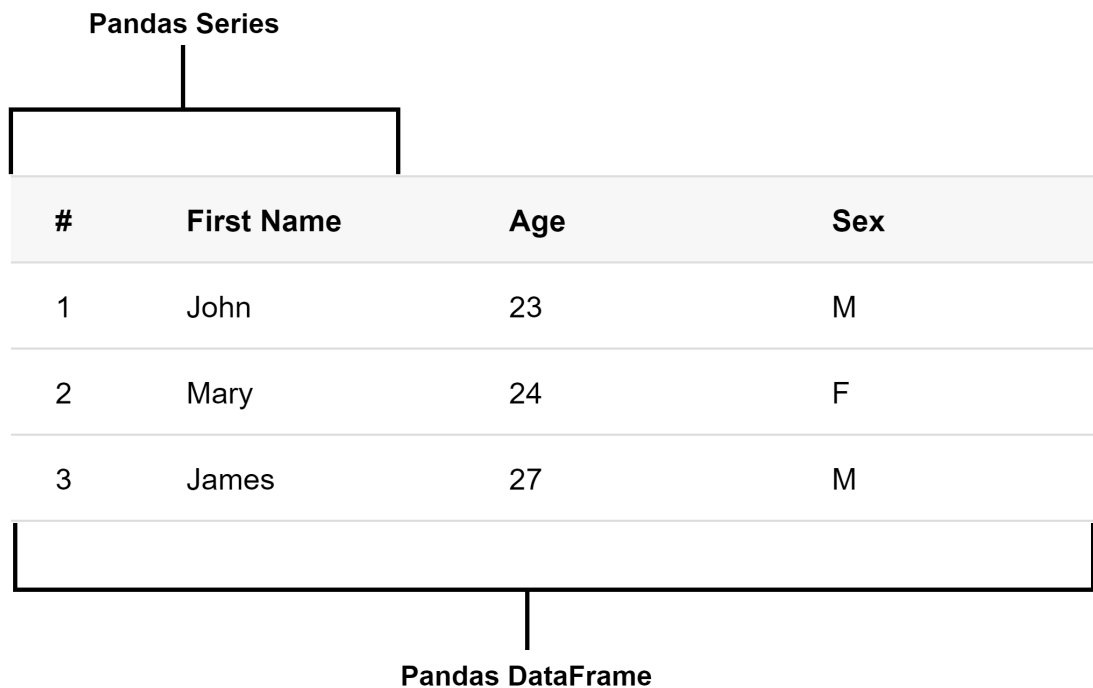 Pandas Series
# First Name Age Sex
1 John 23 M
2 Mary 24 F
3 James 27 M
Pandas DataFrame